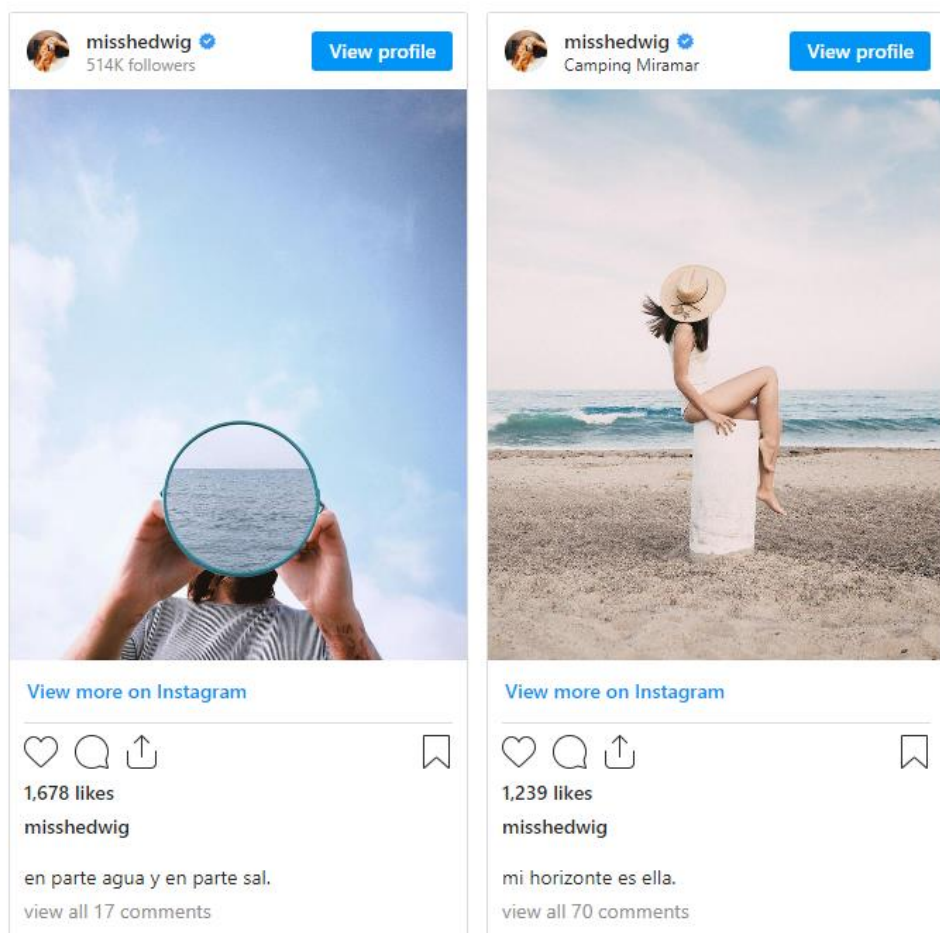 misshedwig
514K followers
View profile
View more on Instagram
1,678 likes
misshedwig
en parte agua y en parte sal.
view all 17 comments
misshedwig
Camping Miramar
View profile
View more on Instagram
1,239 likes
misshedwig
mi horizonte es ella.
view all 70 comments